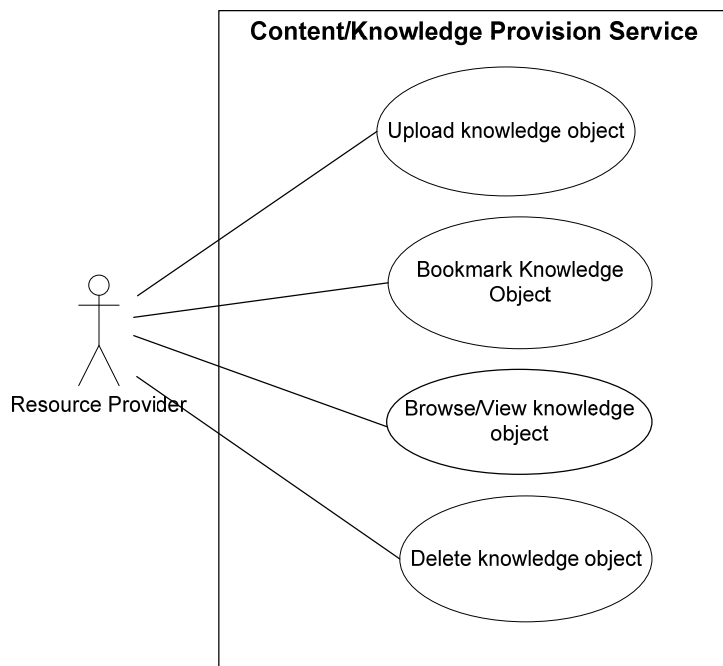 Content/Knowledge Provision Service
Upload knowledge object
Bookmark Knowledge
Object
Resource Provider
Browse/View knowledge
object
Delete knowledge object